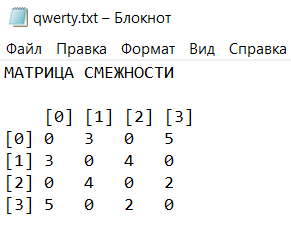 qwerty.txt – Блокнот
Файл Правка Формат Вид Справка
МАТРИЦА СМЕЖНОСТИ
[0] [1] [2] [3]
[0] 0 3 0 5
[1] 3 0 4 0
[2] 0 4 0 2
[3] 5 0 2 0